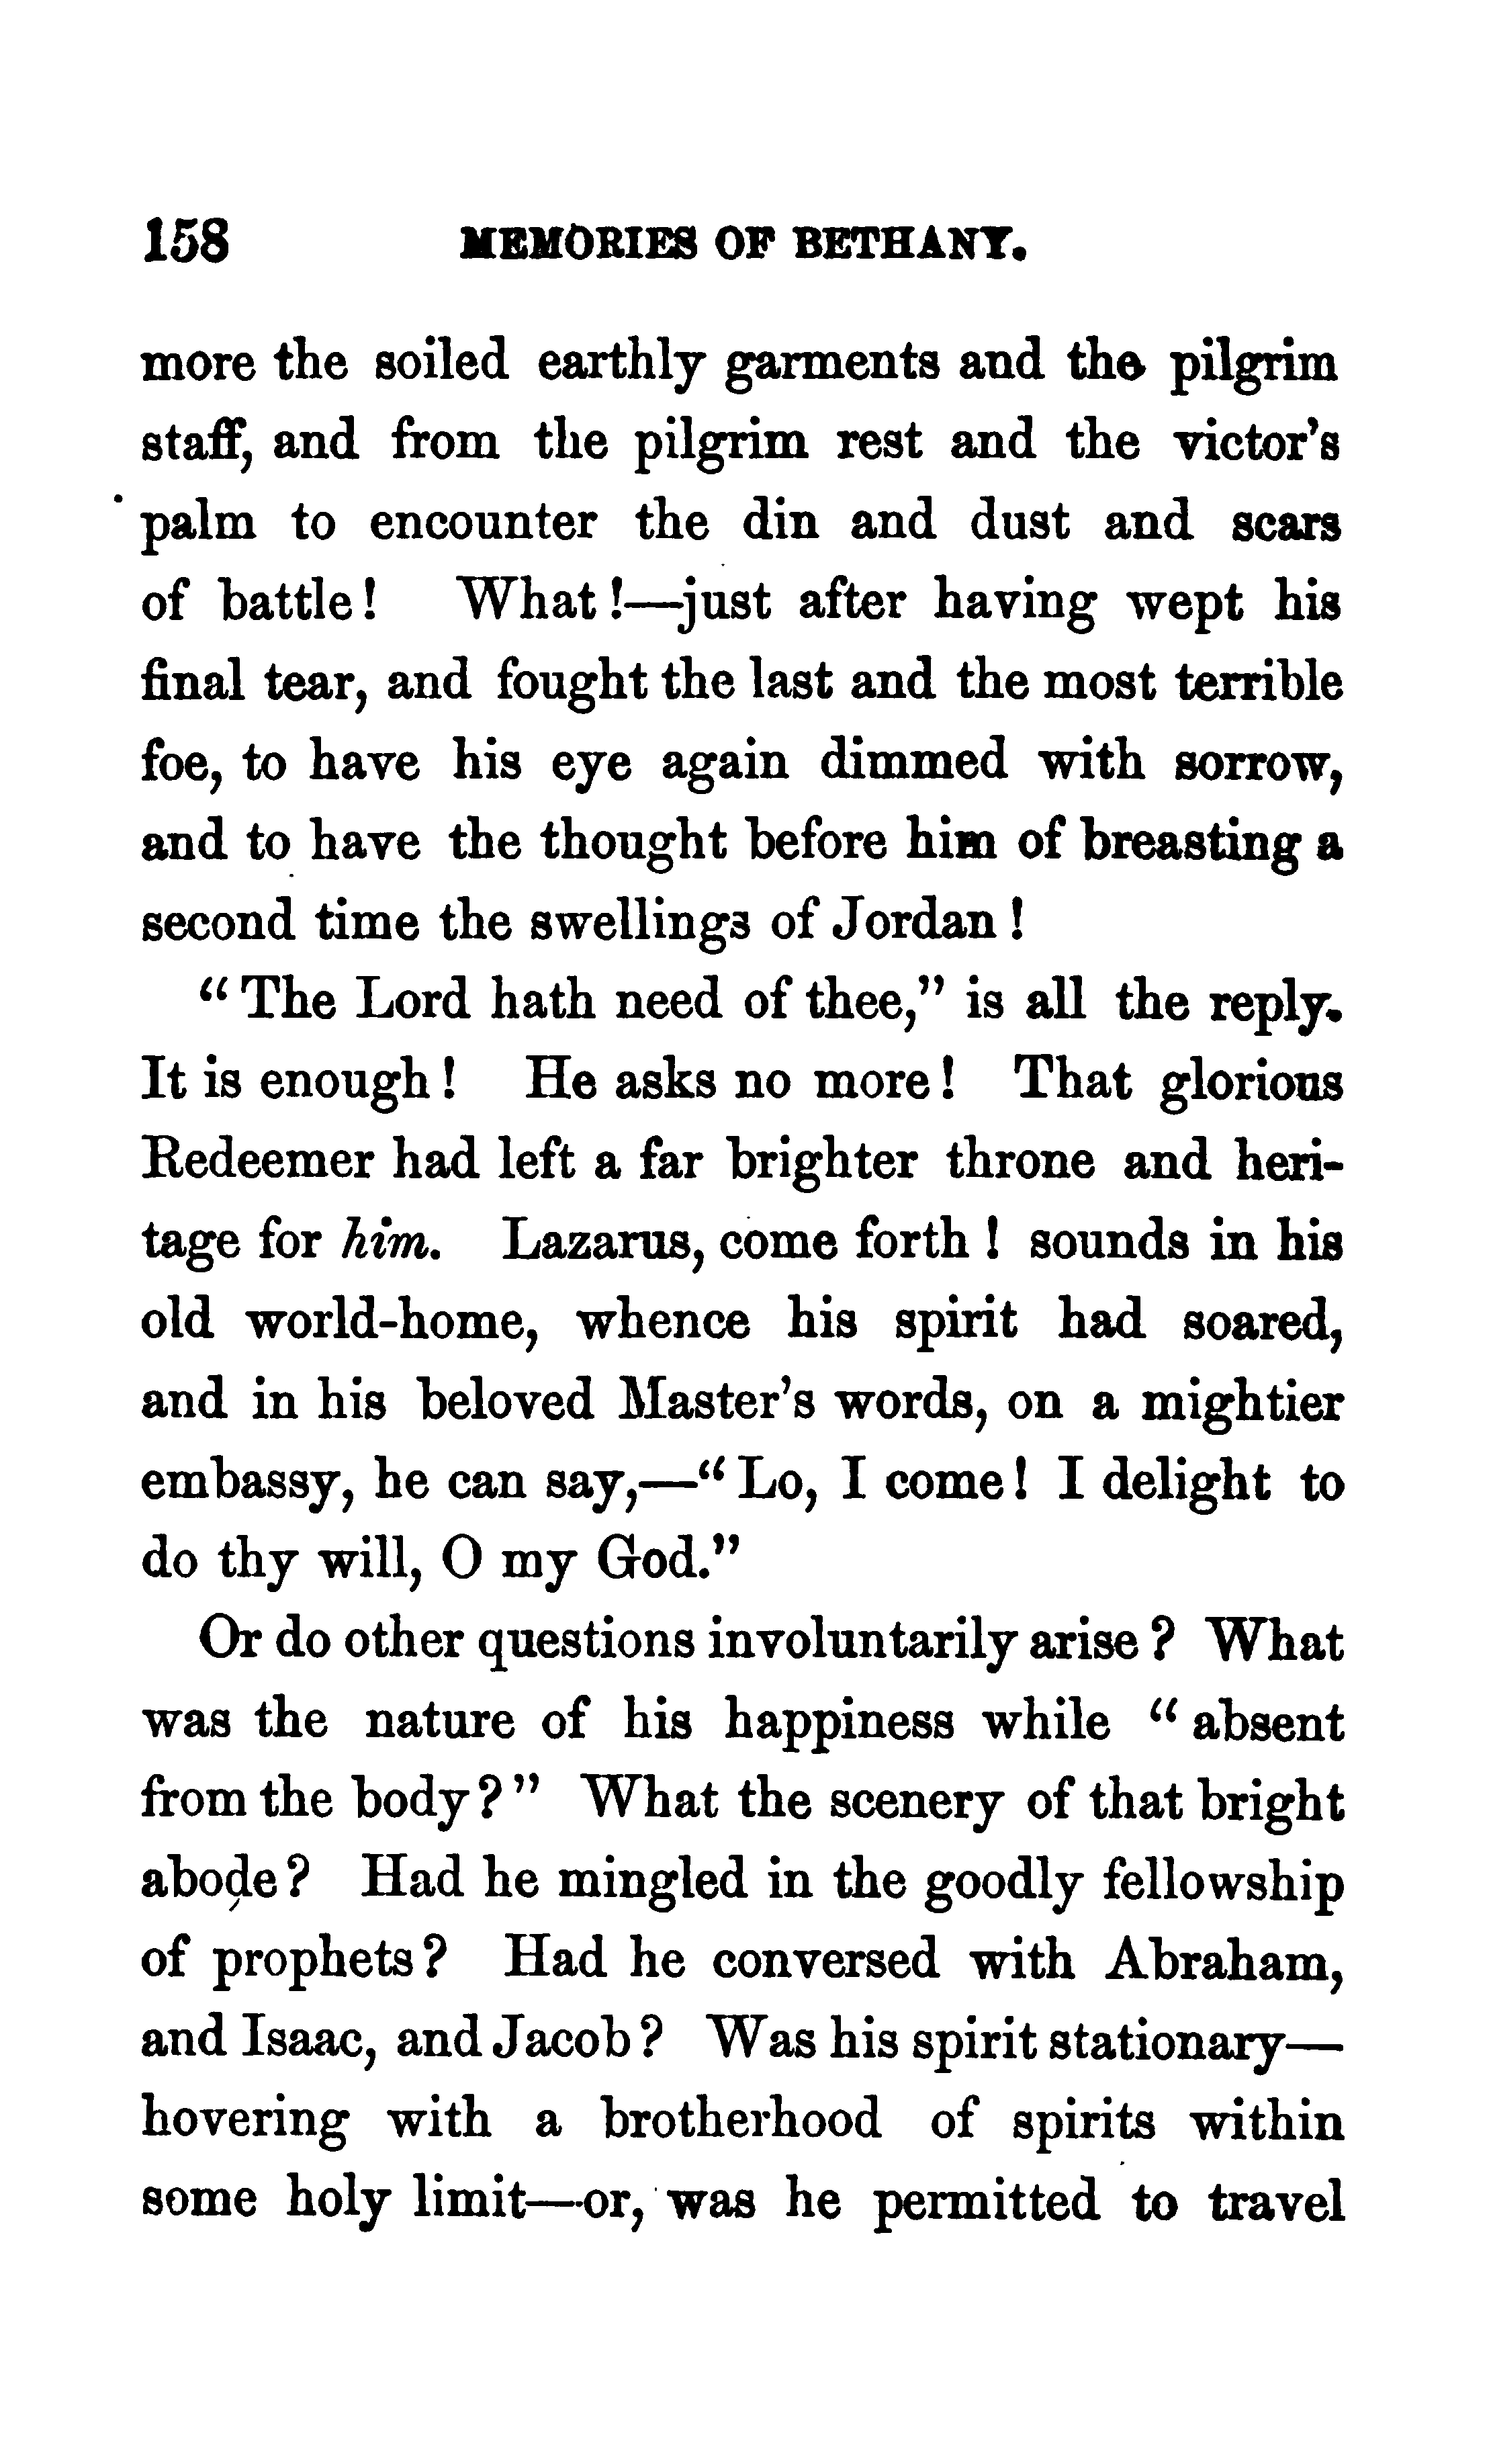 158 MEMORIES OF BETHANY.
more the soiled earthly garments and the pilgrim
staff, and from the pilgrim rest and the victor's
palm to encounter the din and dust and scars
of battle! What!—just after having wept his
final tear, and fought the last and the most terrible
foe, to have his eye again dimmed with sorrow,
and to have the thought before him of breasting a
second time the swellings of Jordan!
"The Lord hath need of thee," is all the reply.
It is enough! He asks no more! That glorious
Redeemer had left a far brighter throne and heri-
tage for him. Lazarus, come forth! sounds in his
old world-home, whence his spirit had soared,
and in his beloved Master's words, on a mightier
embassy, he can say,—"Lo, I come! I delight to
do thy will, O my God."
Or do other questions involuntarily arise? What
was the nature of his happiness while "absent
from the body?" What the scenery of that bright
abode? Had he mingled in the goodly fellowship
of prophets? Had he conversed with Abraham,
and Isaac, and Jacob? Was his spirit stationary—
hovering with a brotherhood of spirits within
some holy limit—or, was he permitted to travel